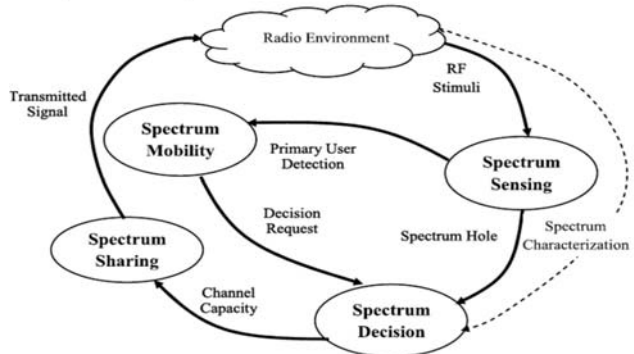 Radio Environment
Transmitted
Signal
RF
Stimuli
Spectrum
Mobility
Primary User
Detection
Spectrum
Sensing
Decision
Request
Spectrum Hole
Spectrum
Characterization
Spectrum
Sharing
Channel
Capacity
Spectrum
Decision